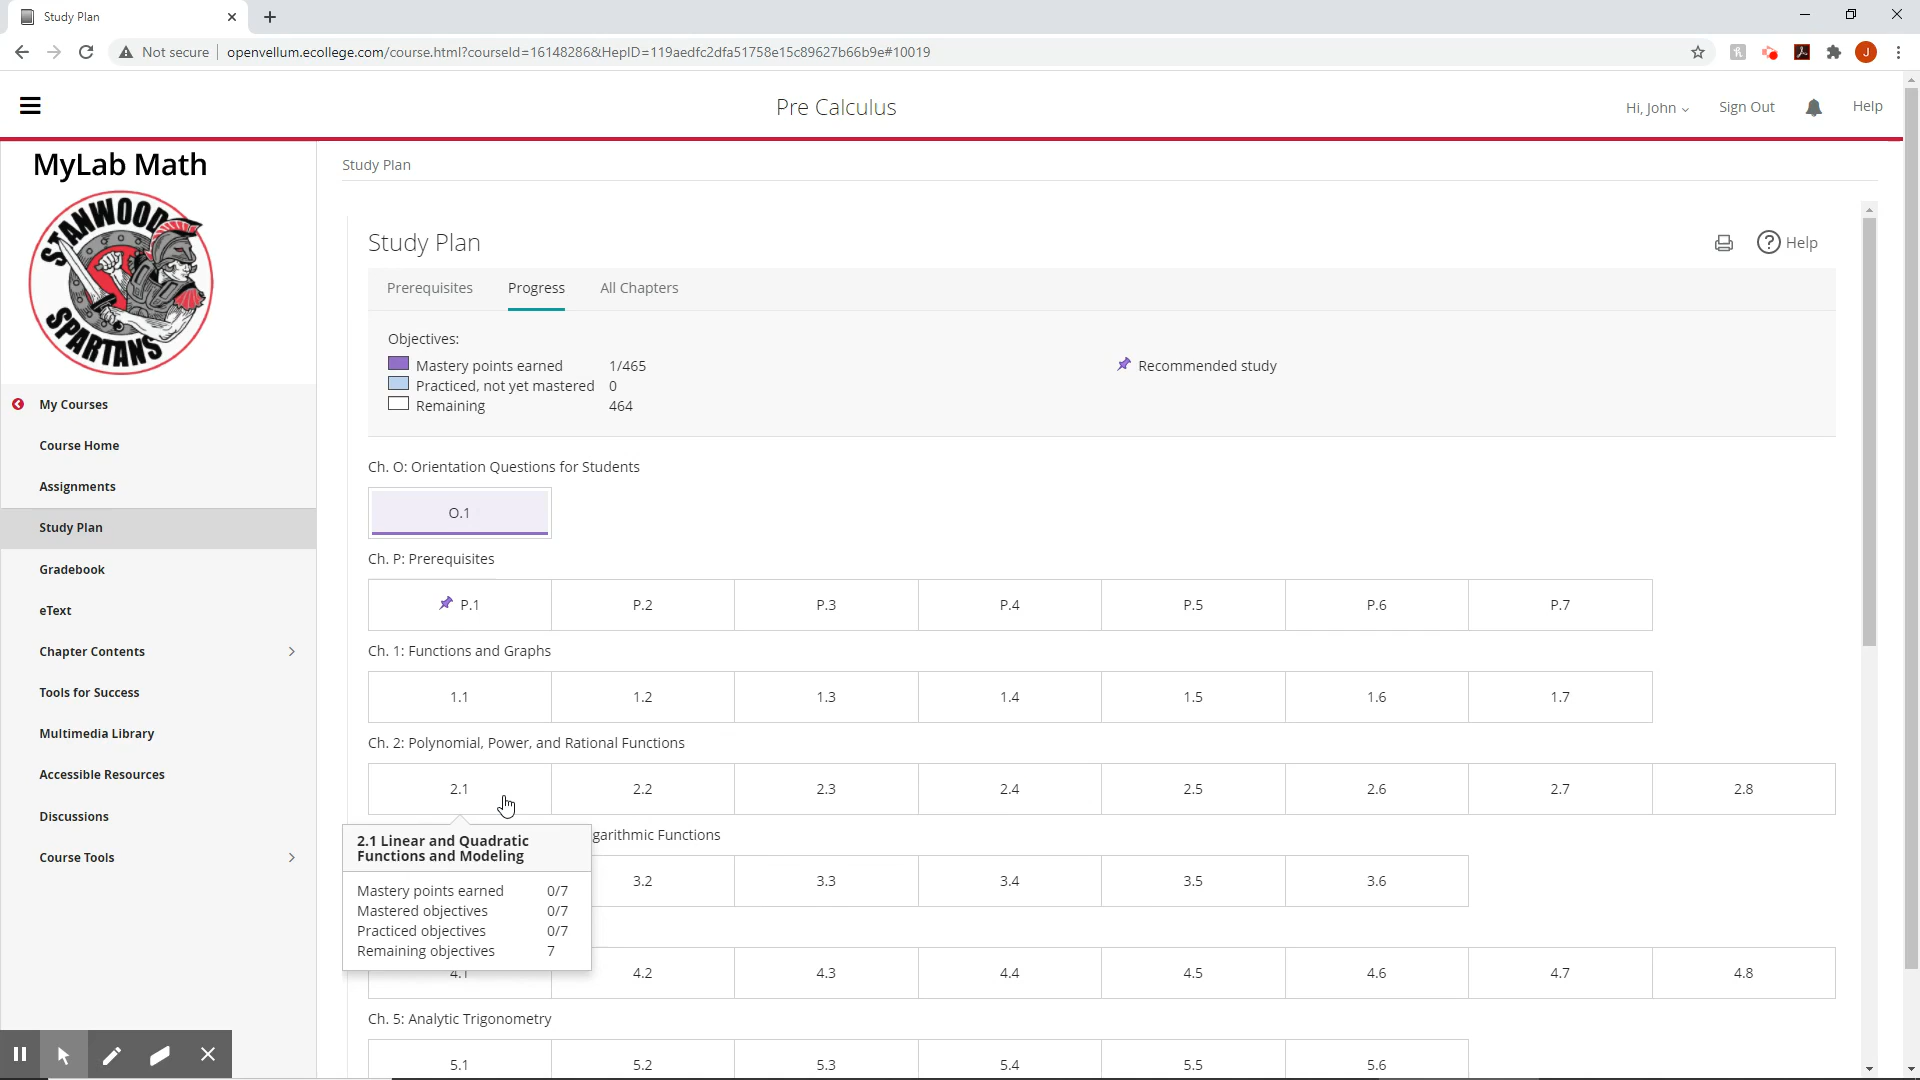 Study Plan
Not secure
openvellum.ecollege.com/course.html?courseId=16148286&HepID=119aedfc2dfa51758e15c89627b66b9e#10019
J
Pre Calculus
Hi, John
Sign Out
Help
MyLab Math
STANWOOD
SPARTANS
My Courses
Course Home
Assignments
Study Plan
Gradebook
eText
Chapter Contents
Tools for Success
Multimedia Library
Accessible Resources
Discussions
Course Tools
Study Plan
Study Plan
Help
Prerequisites Progress All Chapters
Objectives:
Mastery points earned 1/465
Recommended study
Practiced, not yet mastered 0
Remaining 464
Ch. O: Orientation Questions for Students
O.1
Ch. P: Prerequisites
P.1 P.2 P.3 P.4 P.5 P.6 P.7
Ch. 1: Functions and Graphs
1.1 1.2 1.3 1.4 1.5 1.6 1.7
Ch. 2: Polynomial, Power, and Rational Functions
2.1 2.2 2.3 2.4 2.5 2.6 2.7 2.8
garithmic Functions
2.1 Linear and Quadratic
Functions and Modeling
Mastery points earned 0/7
Mastered objectives 0/7
Practiced objectives 0/7
Remaining objectives 7
3.2 3.3 3.4 3.5 3.6
4.1 4.2 4.3 4.4 4.5 4.6 4.7 4.8
Ch. 5: Analytic Trigonometry
5.1 5.2 5.3 5.4 5.5 5.6